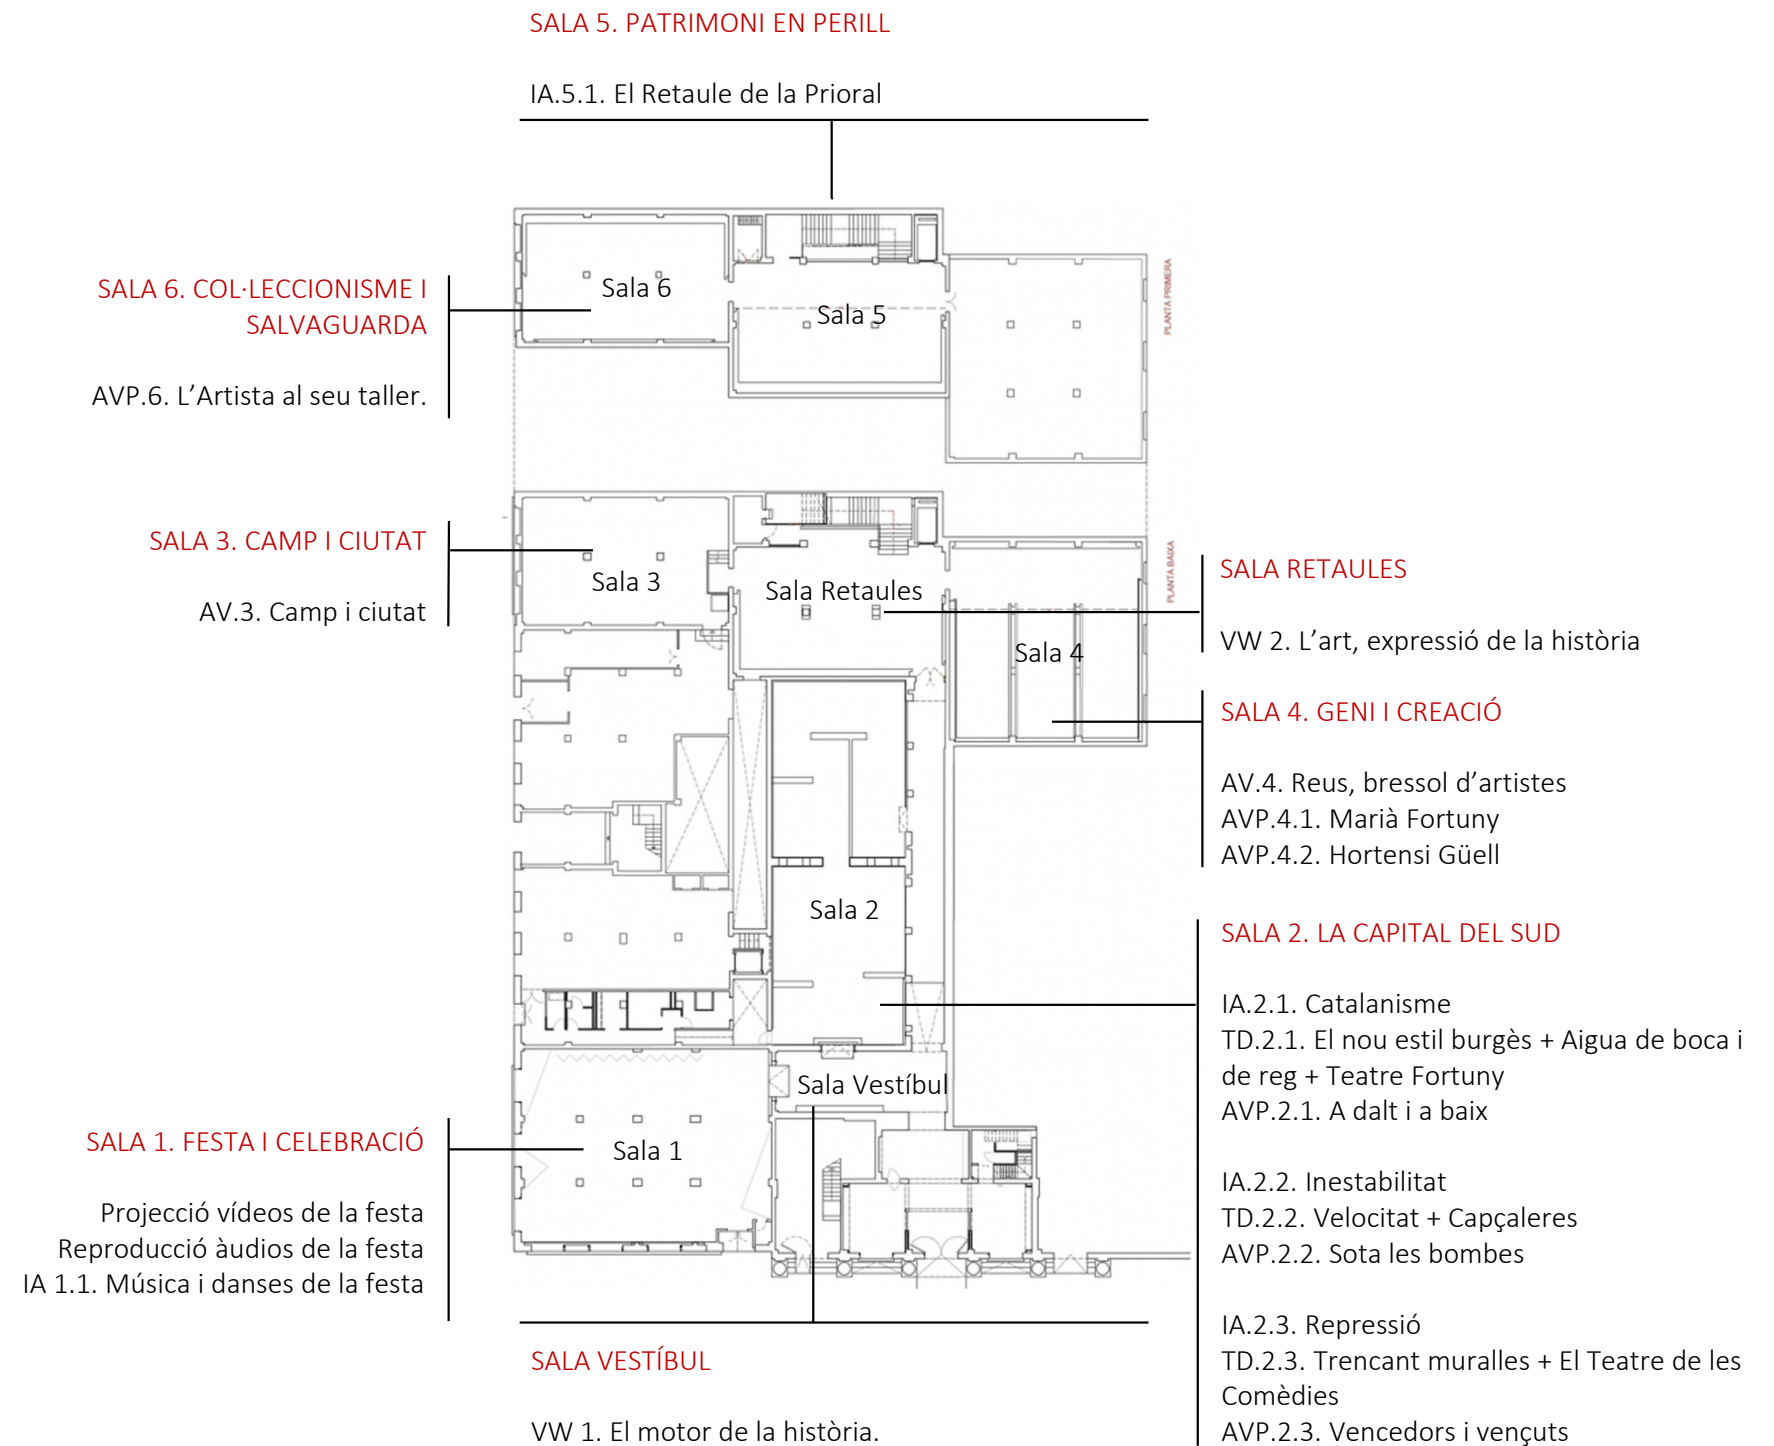 SALA 5. PATRIMONI EN PERILL
IA.5.1. El Retaule de la Prioral
SALA 6. COL·LECCIONISME I
SALVAGUARDA
AVP.6. L’Artista al seu taller.
Sala 6
Sala 5
PLANTA PRIMERA
SALA 3. CAMP I CIUTAT
AV.3. Camp i ciutat
Sala 3
Sala Retaules
Sala 4
PLANTA BAIXA
SALA RETAULES
VW 2. L’art, expressió de la història
SALA 4. GENI I CREACIÓ
AV.4. Reus, bressol d’artistes
AVP.4.1. Marià Fortuny
AVP.4.2. Hortensi Güell
Sala 2
SALA 2. LA CAPITAL DEL SUD
IA.2.1. Catalanisme
TD.2.1. El nou estil burgès + Aigua de boca i
de reg + Teatre Fortuny
AVP.2.1. A dalt i a baix
IA.2.2. Inestabilitat
TD.2.2. Velocitat + Capçaleres
AVP.2.2. Sota les bombes
IA.2.3. Repressió
TD.2.3. Trencant muralles + El Teatre de les
Comèdies
AVP.2.3. Vencedors i vençuts
Sala Vestíbul
Sala 1
SALA 1. FESTA I CELEBRACIÓ
Projecció vídeos de la festa
Reproducció àudios de la festa
IA 1.1. Música i danses de la festa
SALA VESTÍBUL
VW 1. El motor de la història.